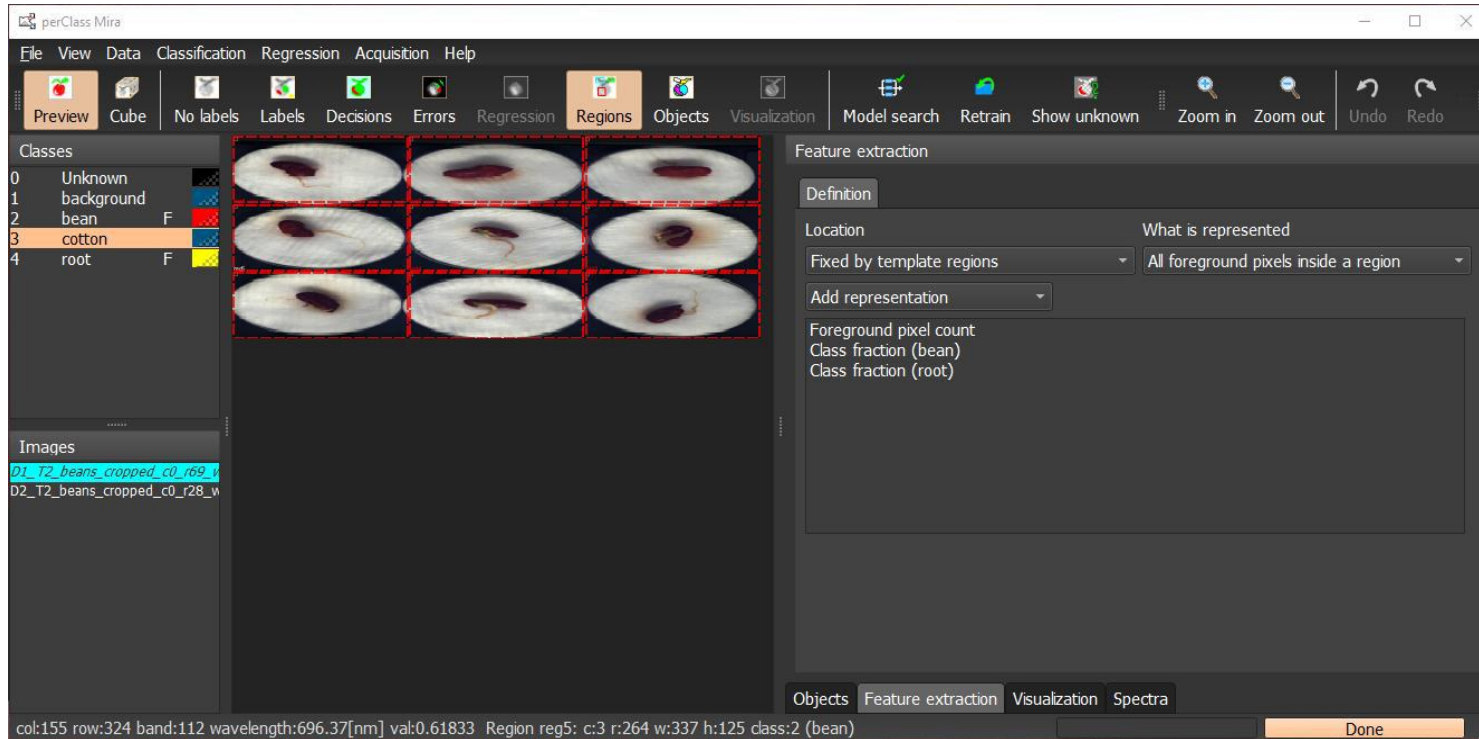 perClass Mira
File View Data Classification Regression Acquisition Help
Preview Cube No labels Labels Decisions Errors Regression Regions Objects Visualization Model search Retrain Show unknown Zoom in Zoom out Undo Redo
Classes
0 Unknown
1 background
2 bean F
3 cotton
4 root F
Images
D1_T2_beans_cropped_c0_r69_w
D2_T2_beans_cropped_c0_r28_w
Feature extraction
Definition
Location What is represented
Fixed by template regions All foreground pixels inside a region
Add representation
Foreground pixel count
Class fraction (bean)
Class fraction (root)
Objects Feature extraction Visualization Spectra
col:155 row:324 band:112 wavelength:696.37[nm] val:0.61833 Region reg5: c:3 r:264 w:337 h:125 class:2 (bean) Done